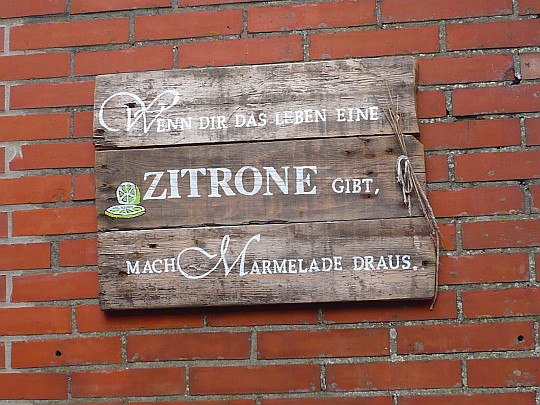 Wenn dir das Leben eine
ZITRONE gibt,
mach Marmelade draus.